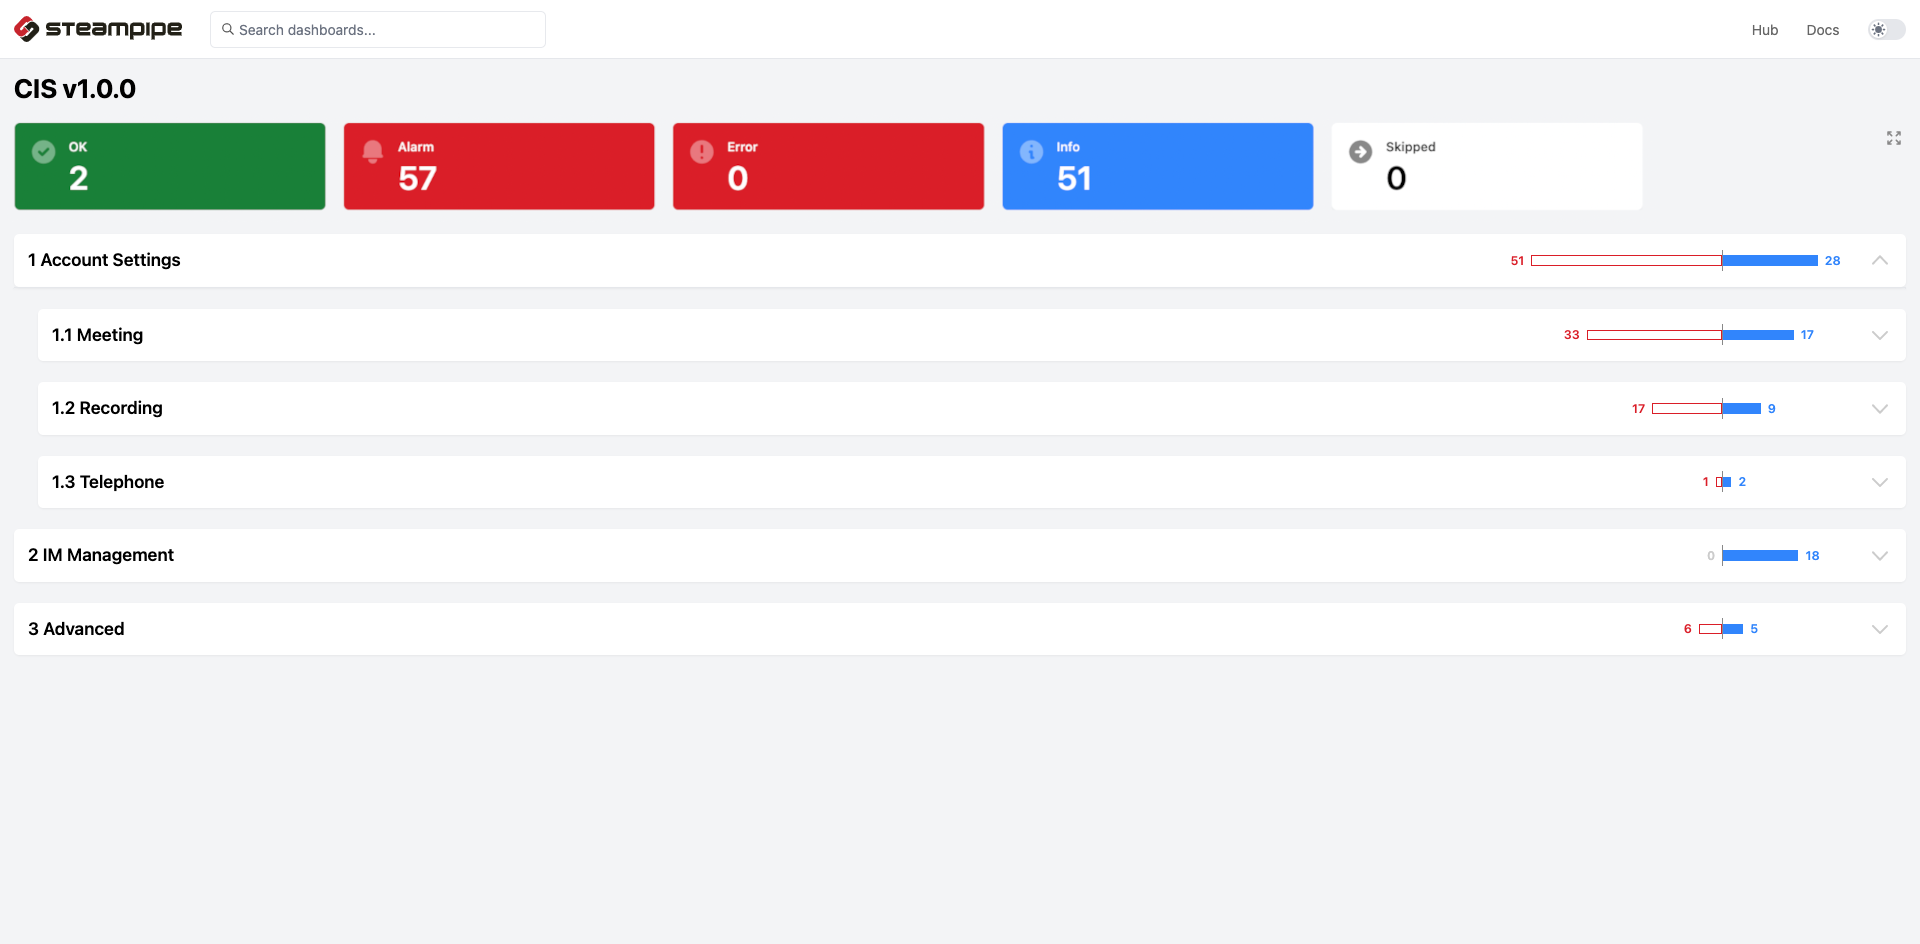 steampipe
Search dashboards...
Hub
Docs
CIS v1.0.0
OK
2
Alarm
57
Error
0
Info
51
Skipped
0
1 Account Settings
51
28
1.1 Meeting
33
17
1.2 Recording
17
9
1.3 Telephone
1
2
2 IM Management
0
18
3 Advanced
6
5